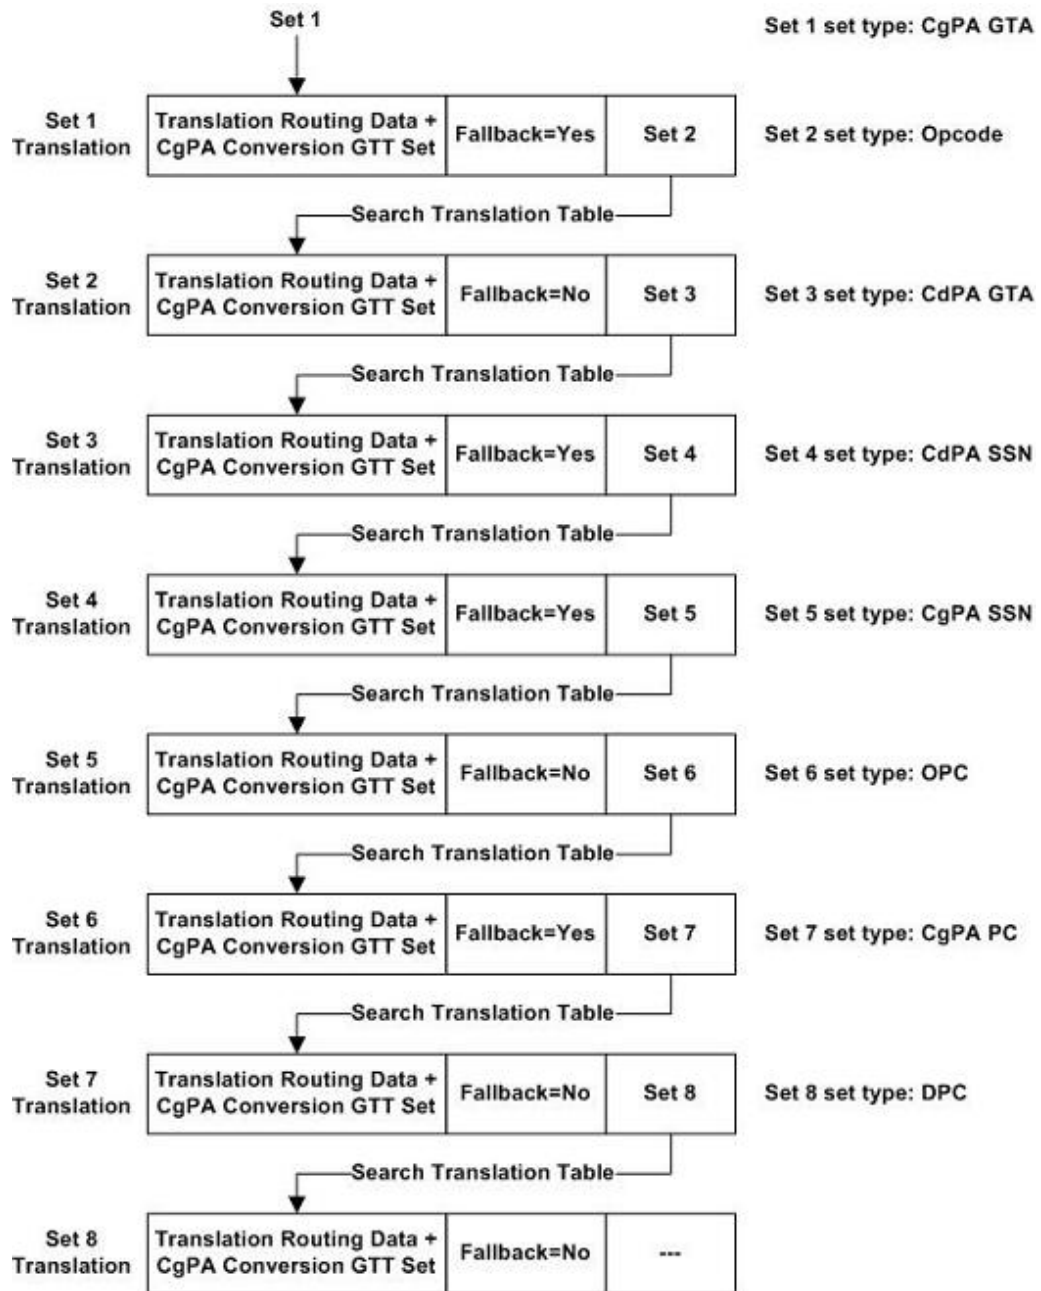 Set 1
Set 1 set type: CgPA GTA
Set 1
Translation
Translation Routing Data +
CgPA Conversion GTT Set
Fallback=Yes
Set 2
Set 2 set type: Opcode
Search Translation Table
Set 2
Translation
Translation Routing Data +
CgPA Conversion GTT Set
Fallback=No
Set 3
Set 3 set type: CdPA GTA
Search Translation Table
Set 3
Translation
Translation Routing Data +
CgPA Conversion GTT Set
Fallback=Yes
Set 4
Set 4 set type: CdPA SSN
Search Translation Table
Set 4
Translation
Translation Routing Data +
CgPA Conversion GTT Set
Fallback=Yes
Set 5
Set 5 set type: CgPA SSN
Search Translation Table
Set 5
Translation
Translation Routing Data +
CgPA Conversion GTT Set
Fallback=No
Set 6
Set 6 set type: OPC
Search Translation Table
Set 6
Translation
Translation Routing Data +
CgPA Conversion GTT Set
Fallback=Yes
Set 7
Set 7 set type: CgPA PC
Search Translation Table
Set 7
Translation
Translation Routing Data +
CgPA Conversion GTT Set
Fallback=No
Set 8
Set 8 set type: DPC
Search Translation Table
Set 8
Translation
Translation Routing Data +
CgPA Conversion GTT Set
Fallback=No
---